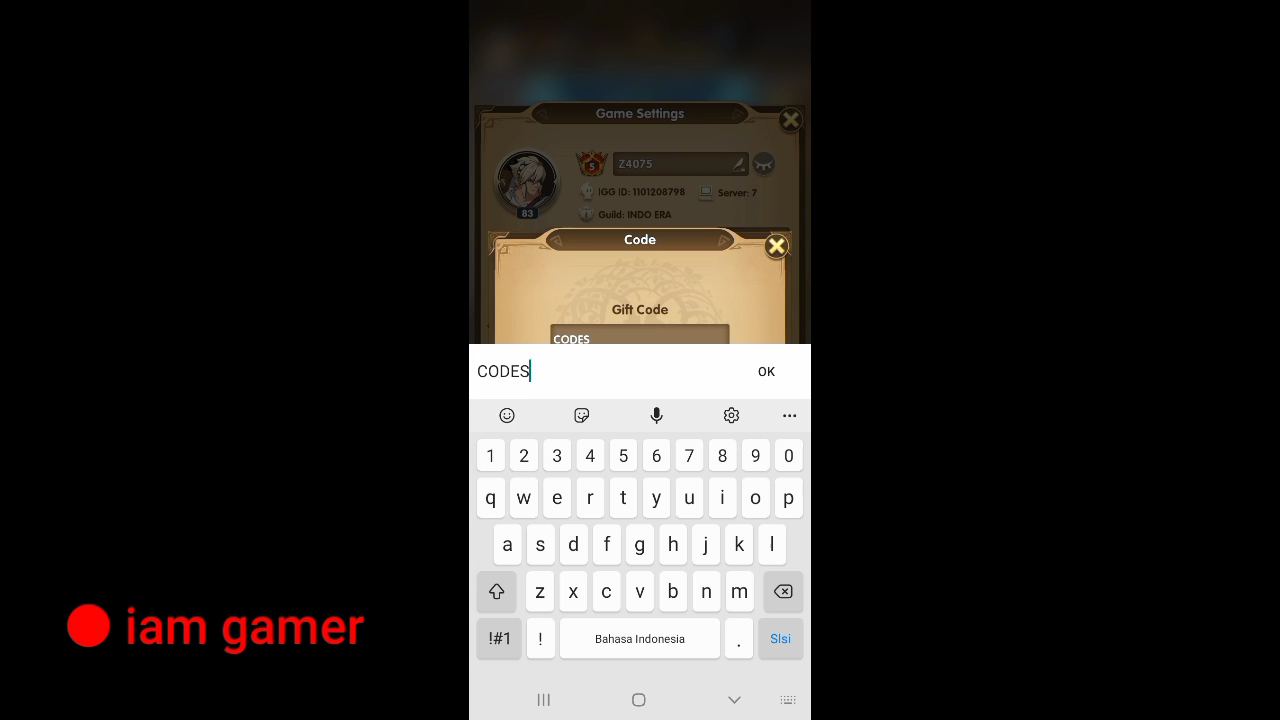 Game Settings
5
Z4075
IGG ID: 1101208798
Server: 7
83
Guild: INDO ERA
Code
Gift Code
CODES
CODES
OK
1 2 3 4 5 6 7 8 9 0
q w e r t y u i o p
a s d f g h j k l
z x c v b n m
!#1 ! Bahasa Indonesia . Slsi
iam gamer